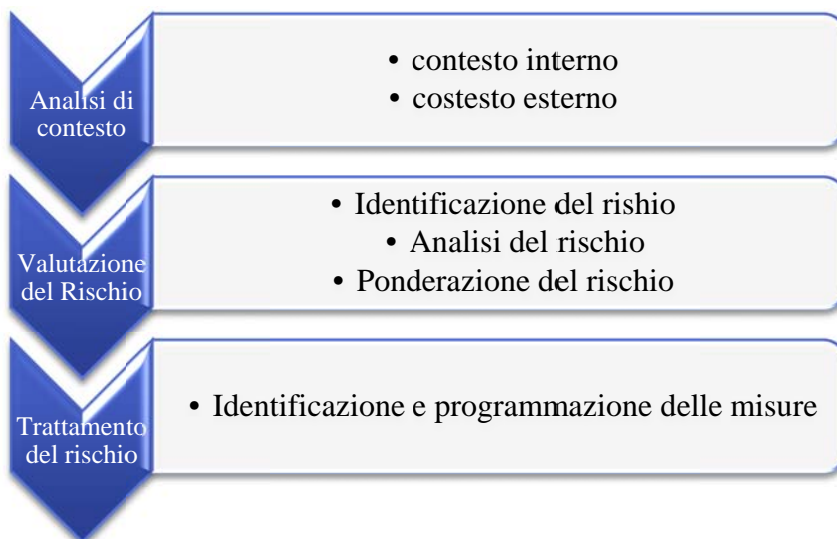 Analisi di
contesto
• contesto interno
• costesto esterno
Valutazione
del Rischio
• Identificazione del rishio
• Analisi del rischio
• Ponderazione del rischio
Trattamento
del rischio
• Identificazione e programmazione delle misure